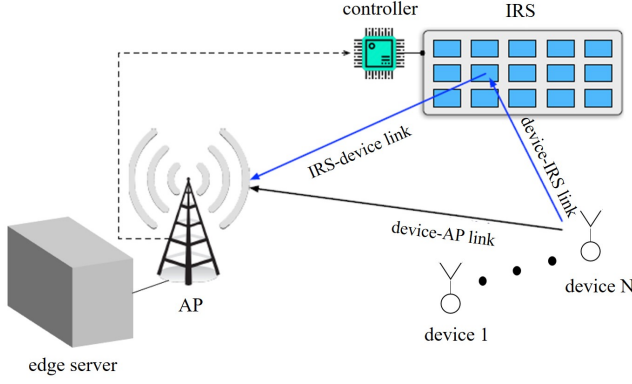 controller
IRS
IRS-device link
device-IRS link
device-AP link
AP
device N
device 1
edge server